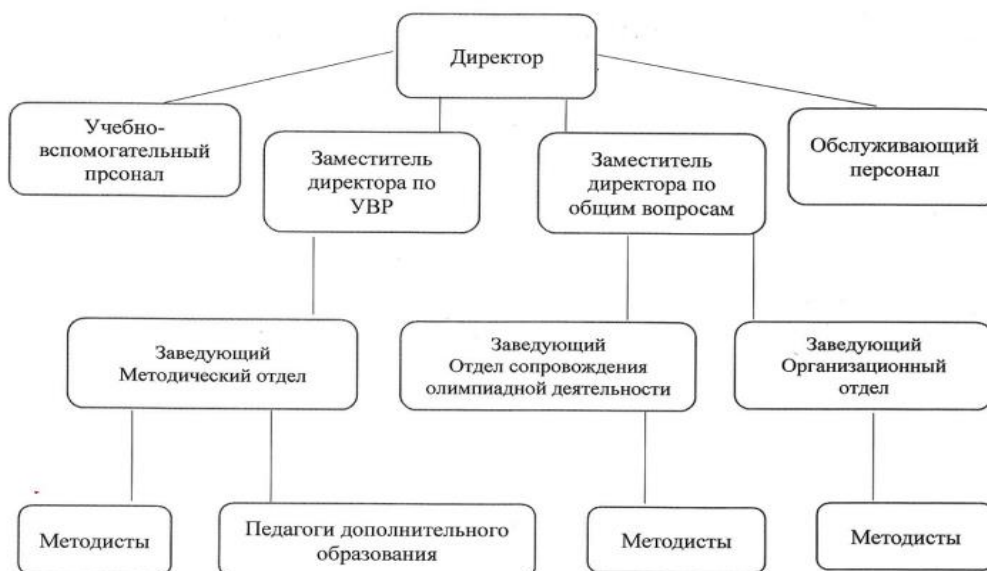 Директор
Учебно-
вспомогательный
прсонал
Заместитель
директора по
УВР
Заместитель
директора по
общим вопросам
Обслуживающий
персонал
Заведующий
Методический отдел
Заведующий
Отдел сопровождения
олимпиадной деятельности
Заведующий
Организационный
отдел
Методисты
Педагоги дополнительного
образования
Методисты
Методисты